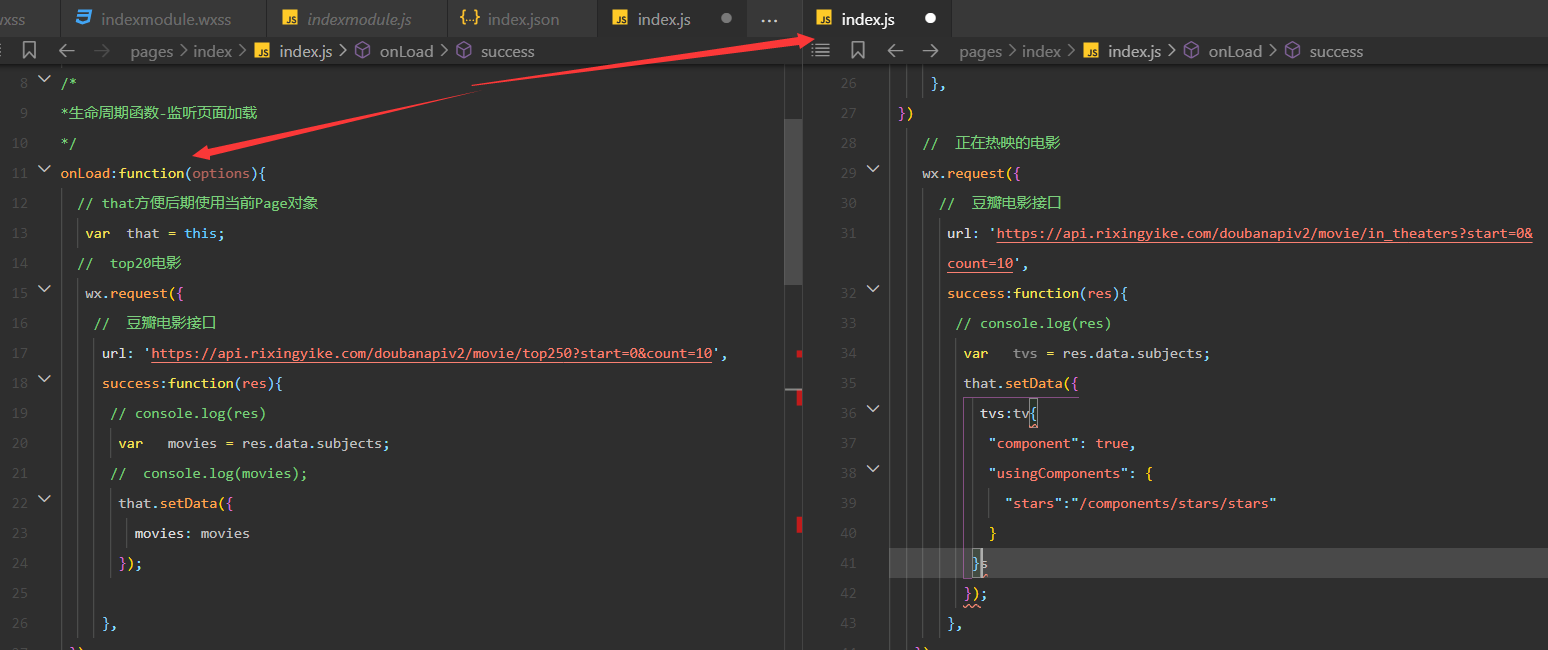 xss
indexmodule.wxss
JS indexmodule.js
{..} index.json
JS index.js
...
JS index.js
pages > index > JS index.js > onLoad > success
pages > index > JS index.js > onLoad > success
8 /*
9 *生命周期函数-监听页面加载
10 */
11 onLoad:function(options){
12 // that方便后期使用当前Page对象
13 var  that = this;
14 //  top20电影
15 wx.request({
16 //  豆瓣电影接口
17 url: 'https://api.rixingyike.com/doubanapiv2/movie/top250?start=0&count=10',
18 success:function(res){
19 // console.log(res)
20 var   movies = res.data.subjects;
21 //  console.log(movies);
22 that.setData({
23 movies: movies
24 });
25
26 },
26 },
27 })
28 //  正在热映的电影
29 wx.request({
30 //  豆瓣电影接口
31 url: 'https://api.rixingyike.com/doubanapiv2/movie/in_theaters?start=0&
count=10',
32 success:function(res){
33 // console.log(res)
34 var   tvs = res.data.subjects;
35 that.setData({
36 tvs:tv{
37 "component": true,
38 "usingComponents": {
39 "stars":"/components/stars/stars"
40 }
41 }s
42 });
43 },